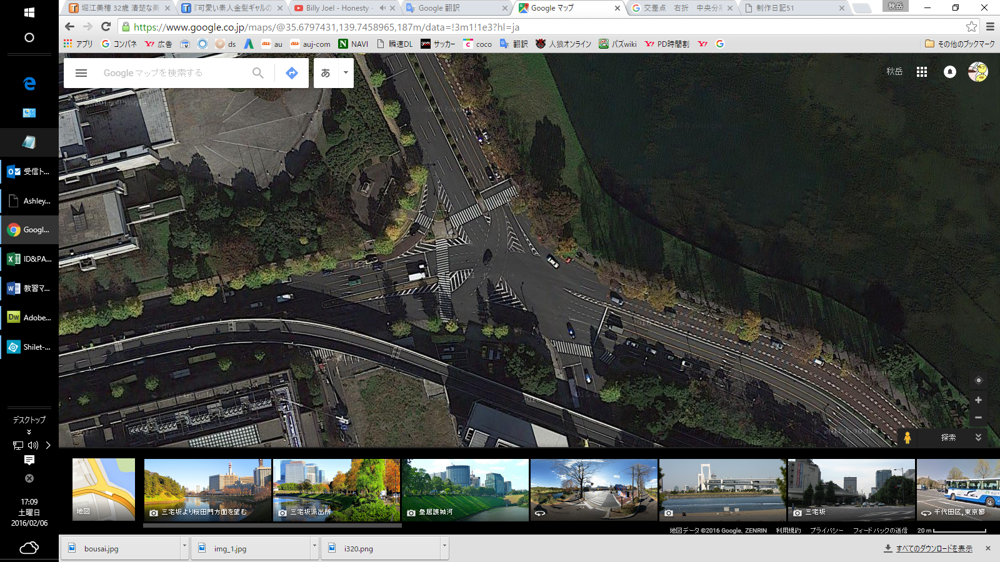 堀江美穂 32歳 清楚な美
『可愛い素人金髪ギャルの
Billy Joel - Honesty -
Google 翻訳
Google マップ
交差点　右折　中央分離
制作日記51
秋岳
https://www.google.co.jp/maps/@35.6797431,139.7458965,187m/data=!3m1!1e3?hl=ja
アプリ
コンパネ
広告
ds
au
auj-com
NAVI
瞬速DL
サッカー
coco
翻訳
人狼オンライン
パズwiki
PD時間割
その他のブックマーク
Google マップを検索する
あ
秋岳
受信ト...
Ashley...
Googl...
ID&PA...
教習マ...
Adobe...
Shilet-...
デスクトップ
17:09
土曜日
2016/02/06
探索
地図
三宅坂より桜田門方面を望む
三宅坂派出所
皇居護城河
三宅坂
千代田区, 東京都
地図データ ©2016 Google、ZENRIN
利用規約
プライバシー
フィードバックの送信
20 m
bousai.jpg
img_1.jpg
i320.png
すべてのダウンロードを表示